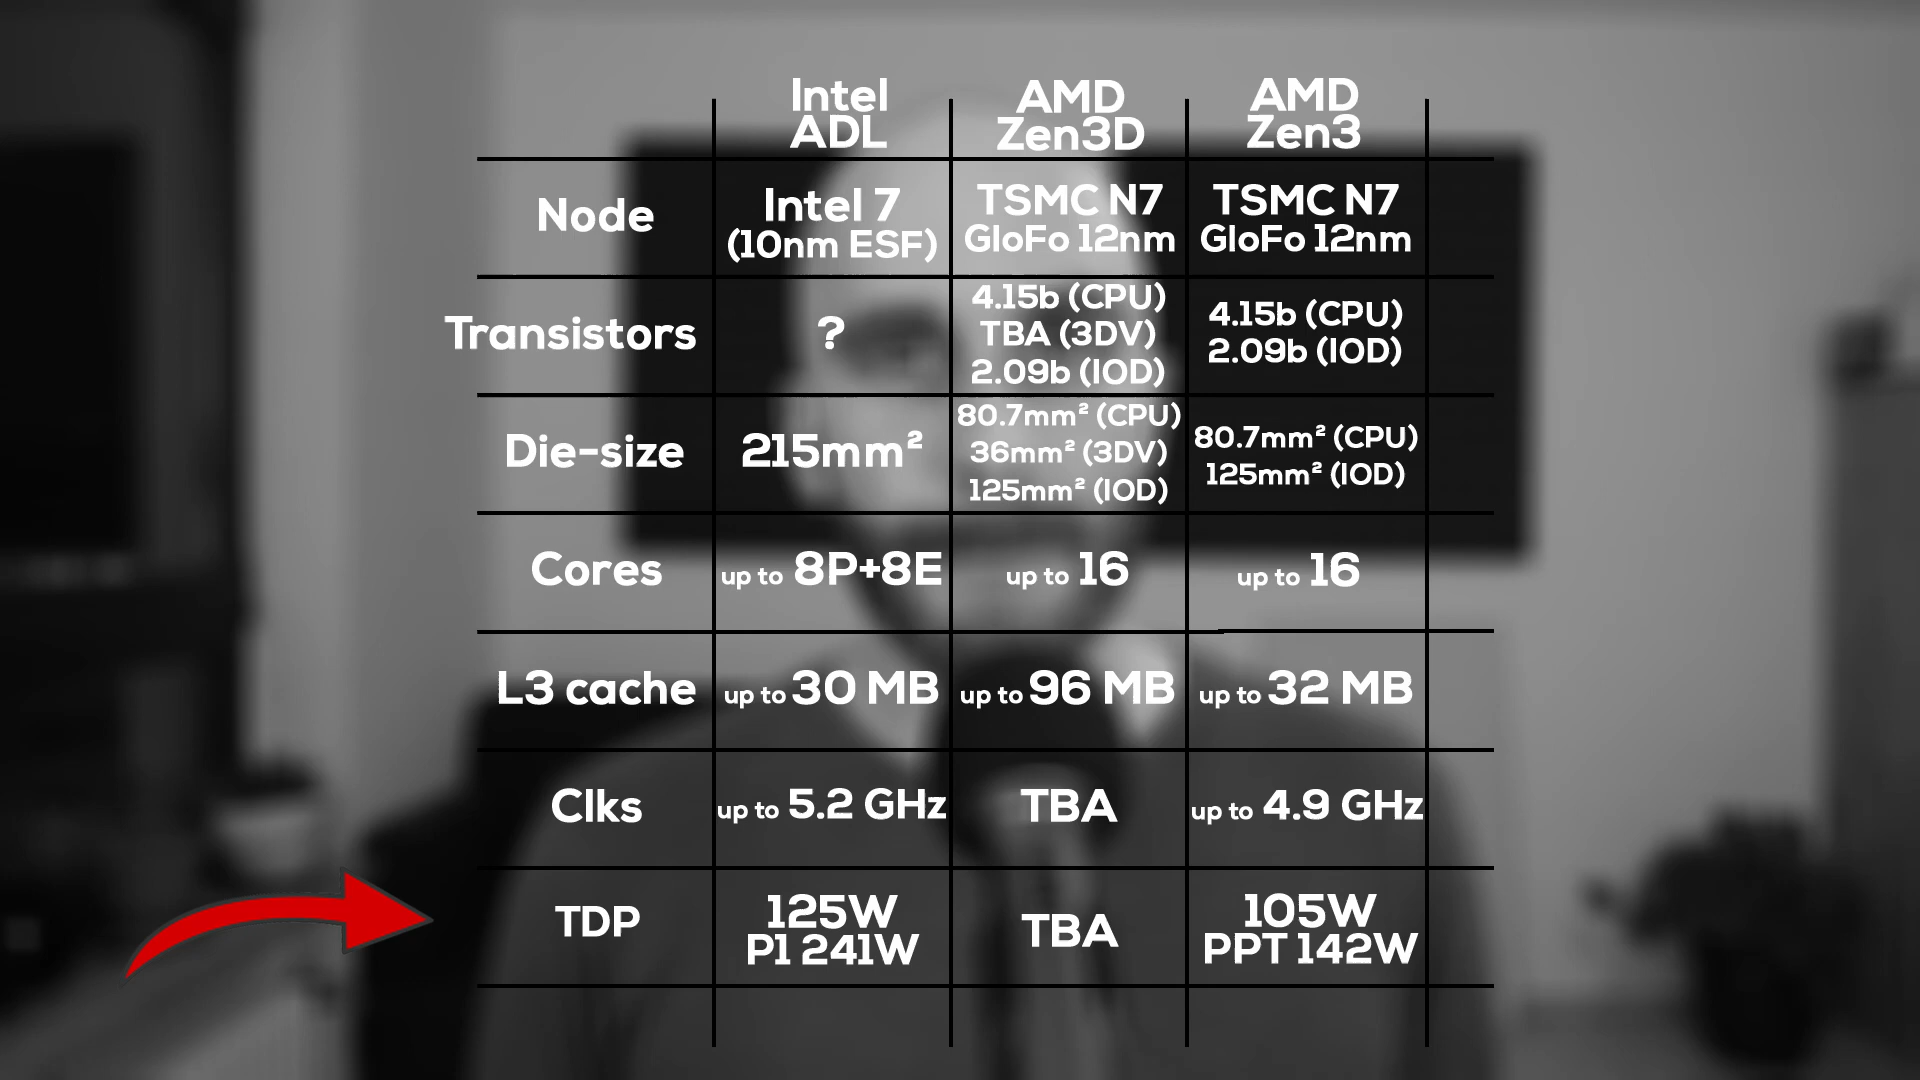 Intel
ADL
AMD
Zen3D
AMD
Zen3
Node
Intel 7
(10nm ESF)
TSMC N7
GloFo 12nm
TSMC N7
GloFo 12nm
Transistors
?
4.15b (CPU)
TBA (3DV)
2.09b (IOD)
4.15b (CPU)
2.09b (IOD)
Die-size
215mm²
80.7mm² (CPU)
36mm² (3DV)
125mm² (IOD)
80.7mm² (CPU)
125mm² (IOD)
Cores
up to 8P+8E
up to 16
up to 16
L3 cache
up to 30 MB
up to 96 MB
up to 32 MB
Clks
up to 5.2 GHz
TBA
up to 4.9 GHz
TDP
125W
P1 241W
TBA
105W
PPT 142W